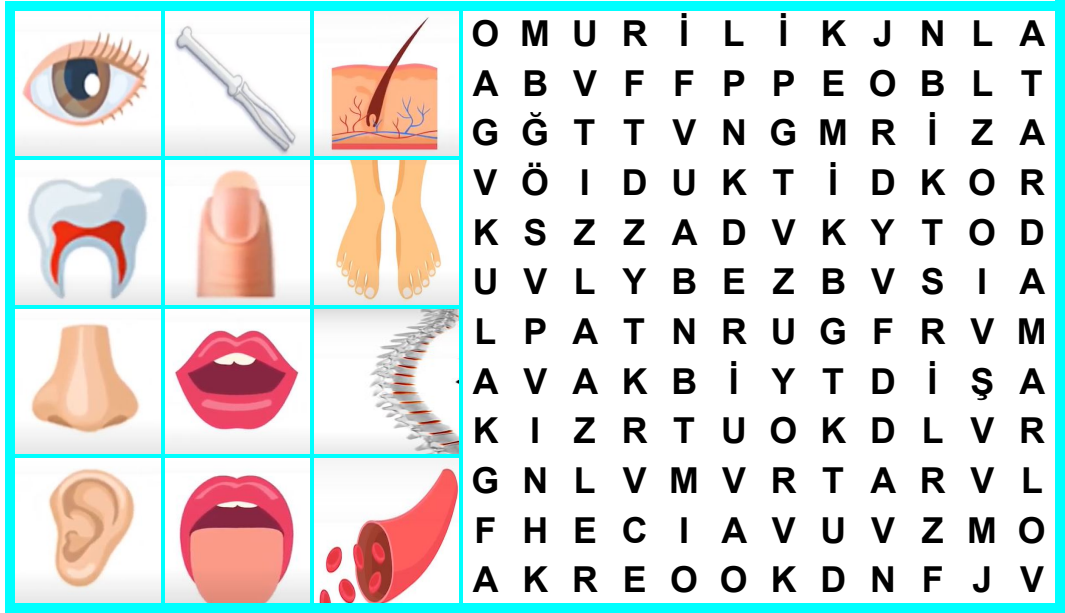 O M U R İ L İ K J N L A
A B V F F P P E O B L T
G Ğ T T V N G M R İ Z A
V Ö I D U K T İ D K O R
K S Z Z A D V K Y T O D
U V L Y B E Z B V S I A
L P A T N R U G F R V M
A V A K B İ Y T D İ Ş A
K I Z R T U O K D L V R
G N L V M V R T A R V L
F H E C I A V U V Z M O
A K R E O O K D N F J V